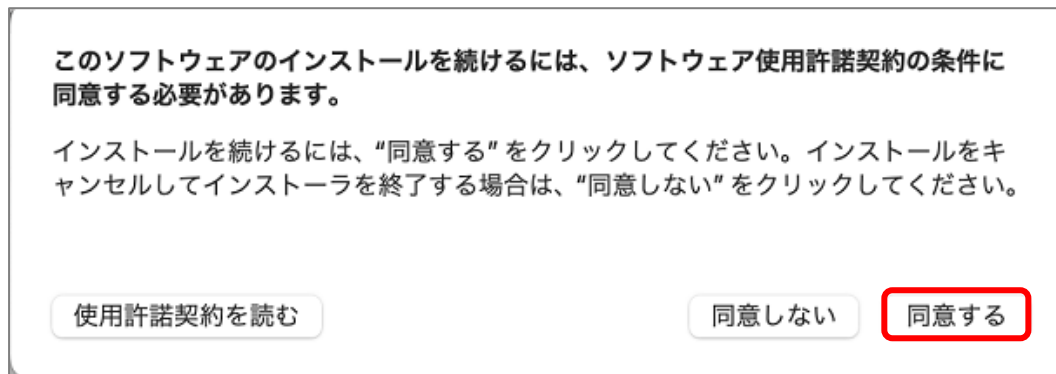 このソフトウェアのインストールを続けるには、ソフトウェア使用許諾契約の条件に
同意する必要があります。
インストールを続けるには、“同意する” をクリックしてください。インストールをキ
ャンセルしてインストーラを終了する場合は、“同意しない” をクリックしてください。
使用許諾契約を読む
同意しない
同意する